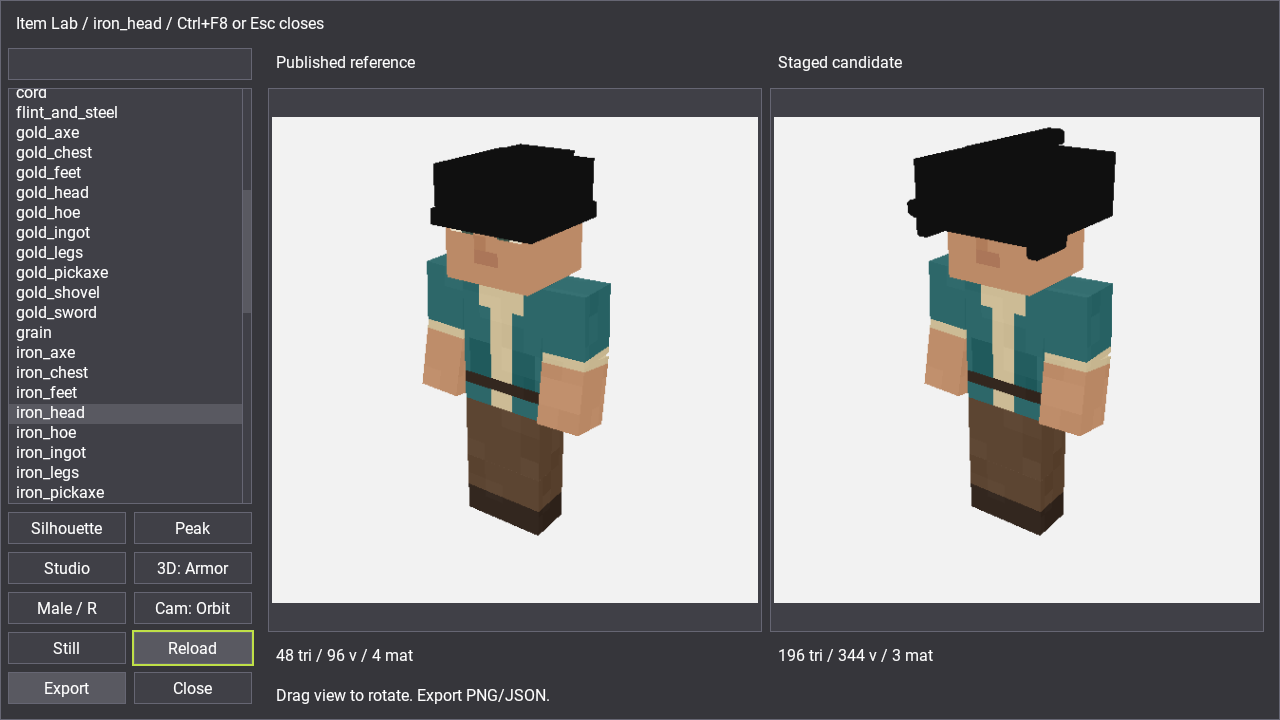 Item Lab / iron_head / Ctrl+F8 or Esc closes
Published reference
Staged candidate
cord
flint_and_steel
gold_axe
gold_chest
gold_feet
gold_head
gold_hoe
gold_ingot
gold_legs
gold_pickaxe
gold_shovel
gold_sword
grain
iron_axe
iron_chest
iron_feet
iron_head
iron_hoe
iron_ingot
iron_legs
iron_pickaxe
Silhouette
Peak
Studio
3D: Armor
Male / R
Cam: Orbit
Still
Reload
Export
Close
48 tri / 96 v / 4 mat
196 tri / 344 v / 3 mat
Drag view to rotate. Export PNG/JSON.